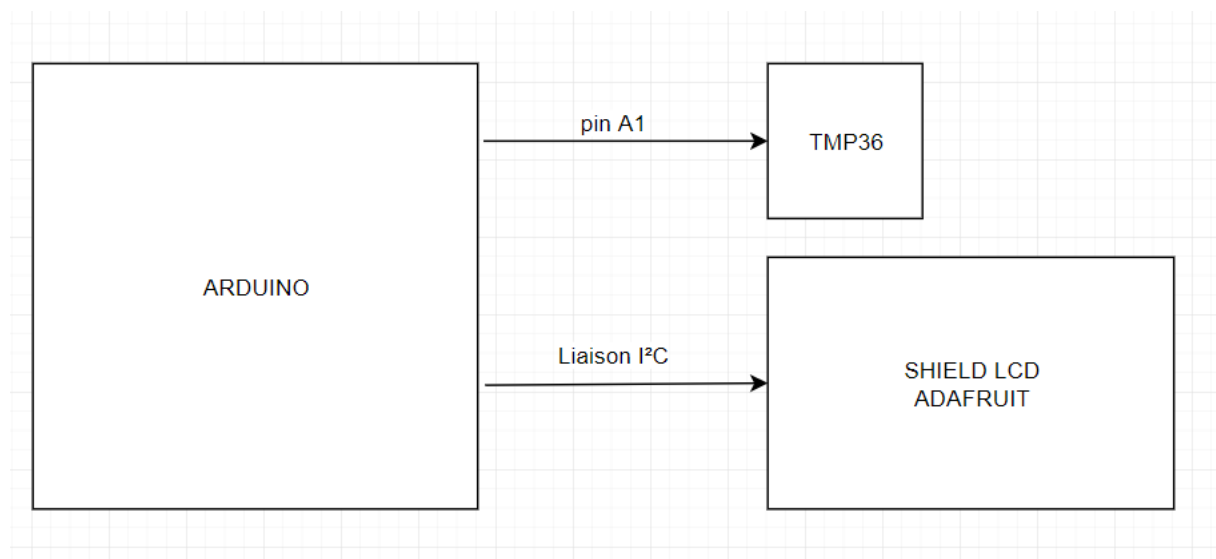 pin A1
TMP36
ARDUINO
Liaison I²C
SHIELD LCD
ADAFRUIT